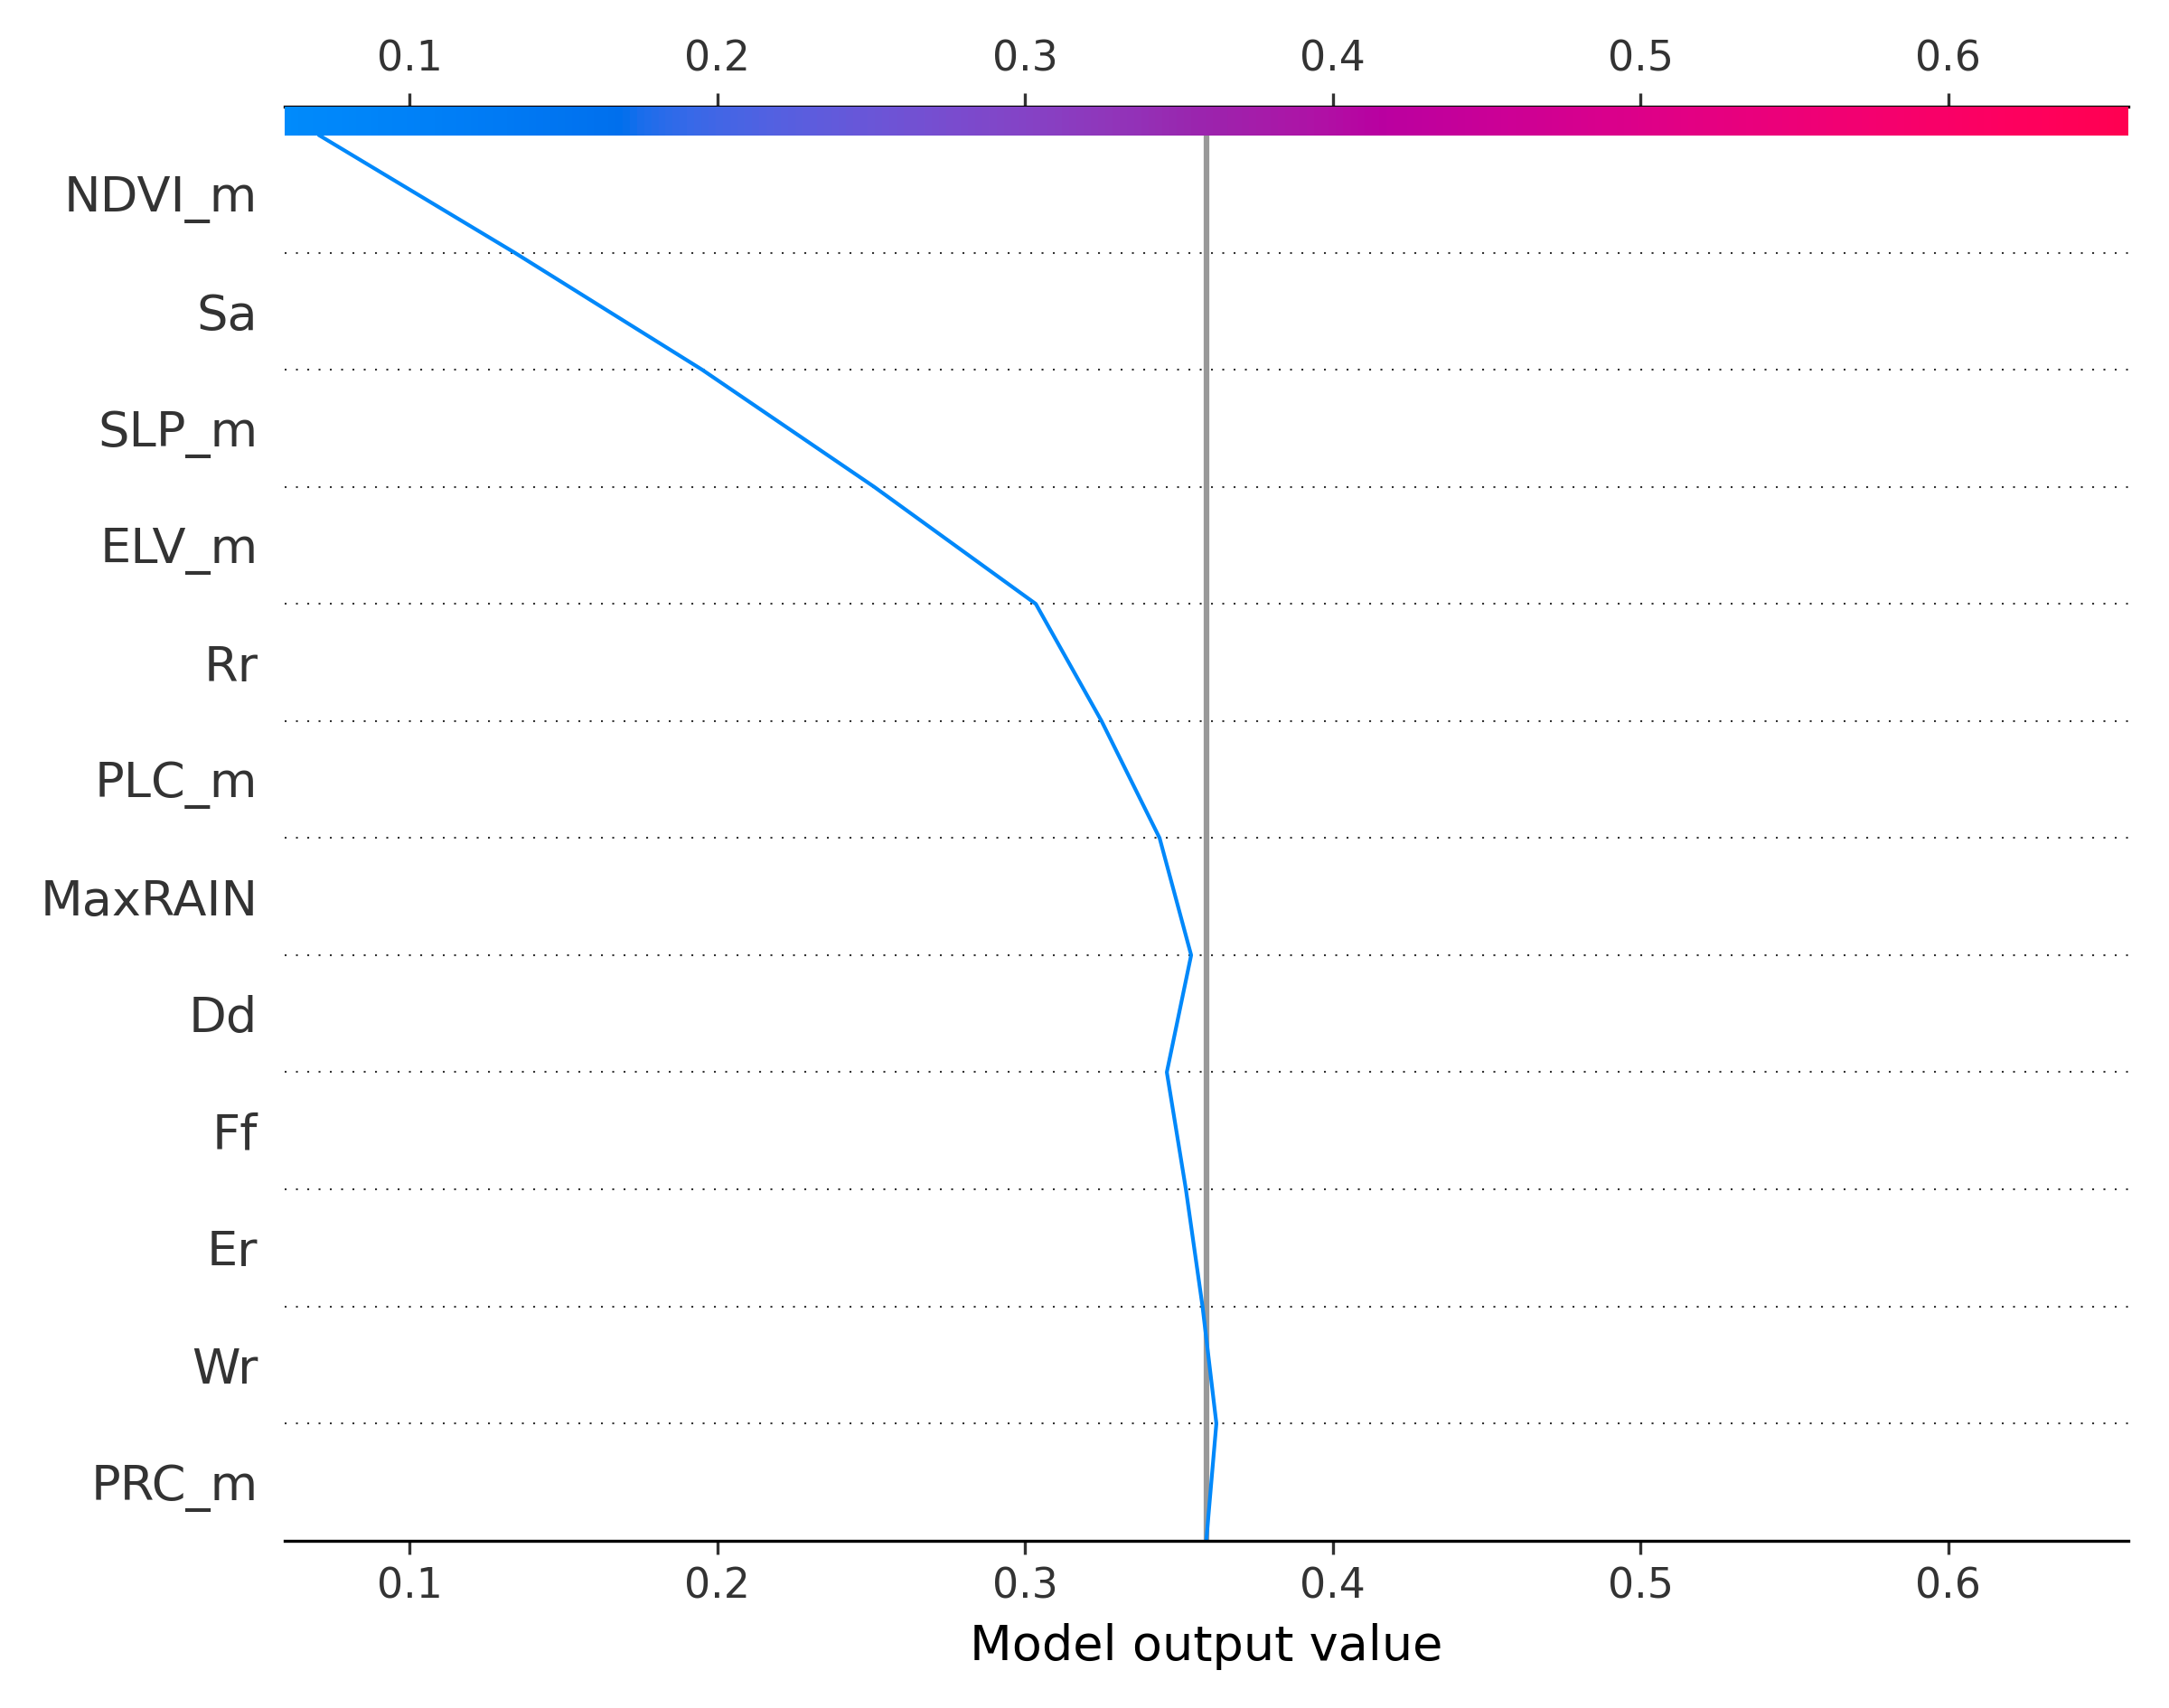 0.1 0.2 0.3 0.4 0.5 0.6
NDVI_m
Sa
SLP_m
ELV_m
Rr
PLC_m
MaxRAIN
Dd
Ff
Er
Wr
PRC_m
0.1 0.2 0.3 0.4 0.5 0.6
Model output value